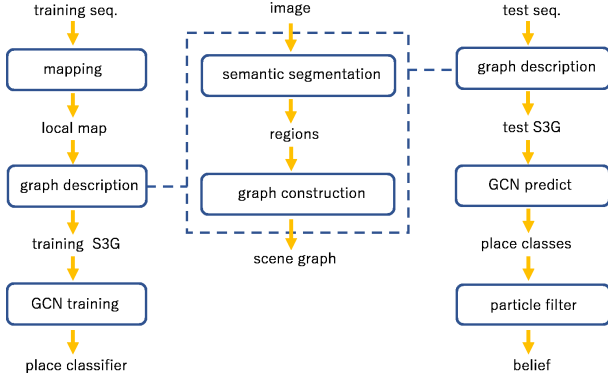 training seq.
mapping
local map
graph description
training S3G
GCN training
place classifier
image
semantic segmentation
regions
graph construction
scene graph
test seq.
graph description
test S3G
GCN predict
place classes
particle filter
belief